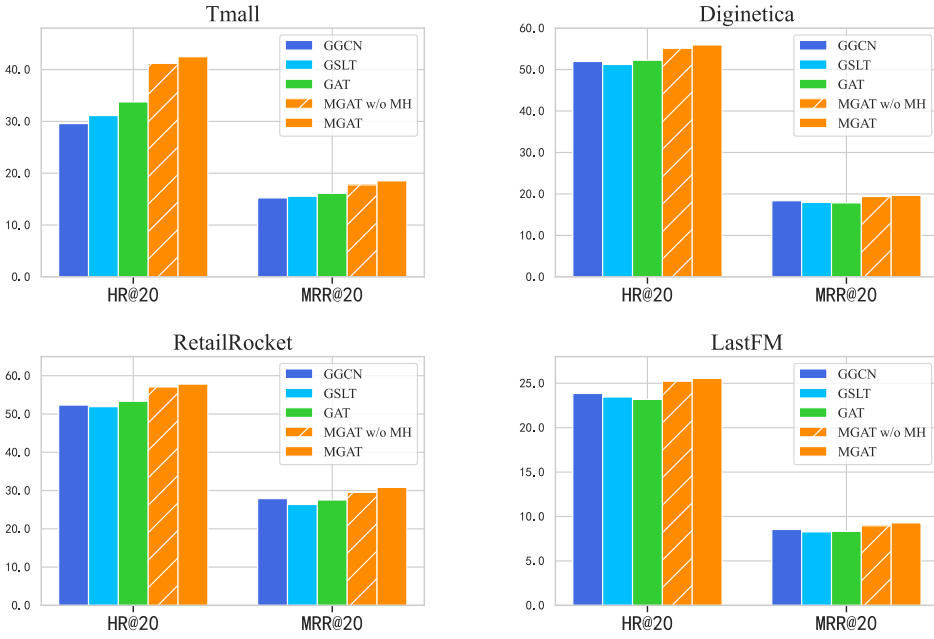 Tmall
40.0
30.0
20.0
10.0
0.0
GGCN
GSLT
GAT
MGAT w/o MH
MGAT
HR@20
MRR@20
Diginetica
60.0
50.0
40.0
30.0
20.0
10.0
0.0
GGCN
GSLT
GAT
MGAT w/o MH
MGAT
HR@20
MRR@20
RetailRocket
60.0
50.0
40.0
30.0
20.0
10.0
0.0
GGCN
GSLT
GAT
MGAT w/o MH
MGAT
HR@20
MRR@20
LastFM
25.0
20.0
15.0
10.0
5.0
0.0
GGCN
GSLT
GAT
MGAT w/o MH
MGAT
HR@20
MRR@20